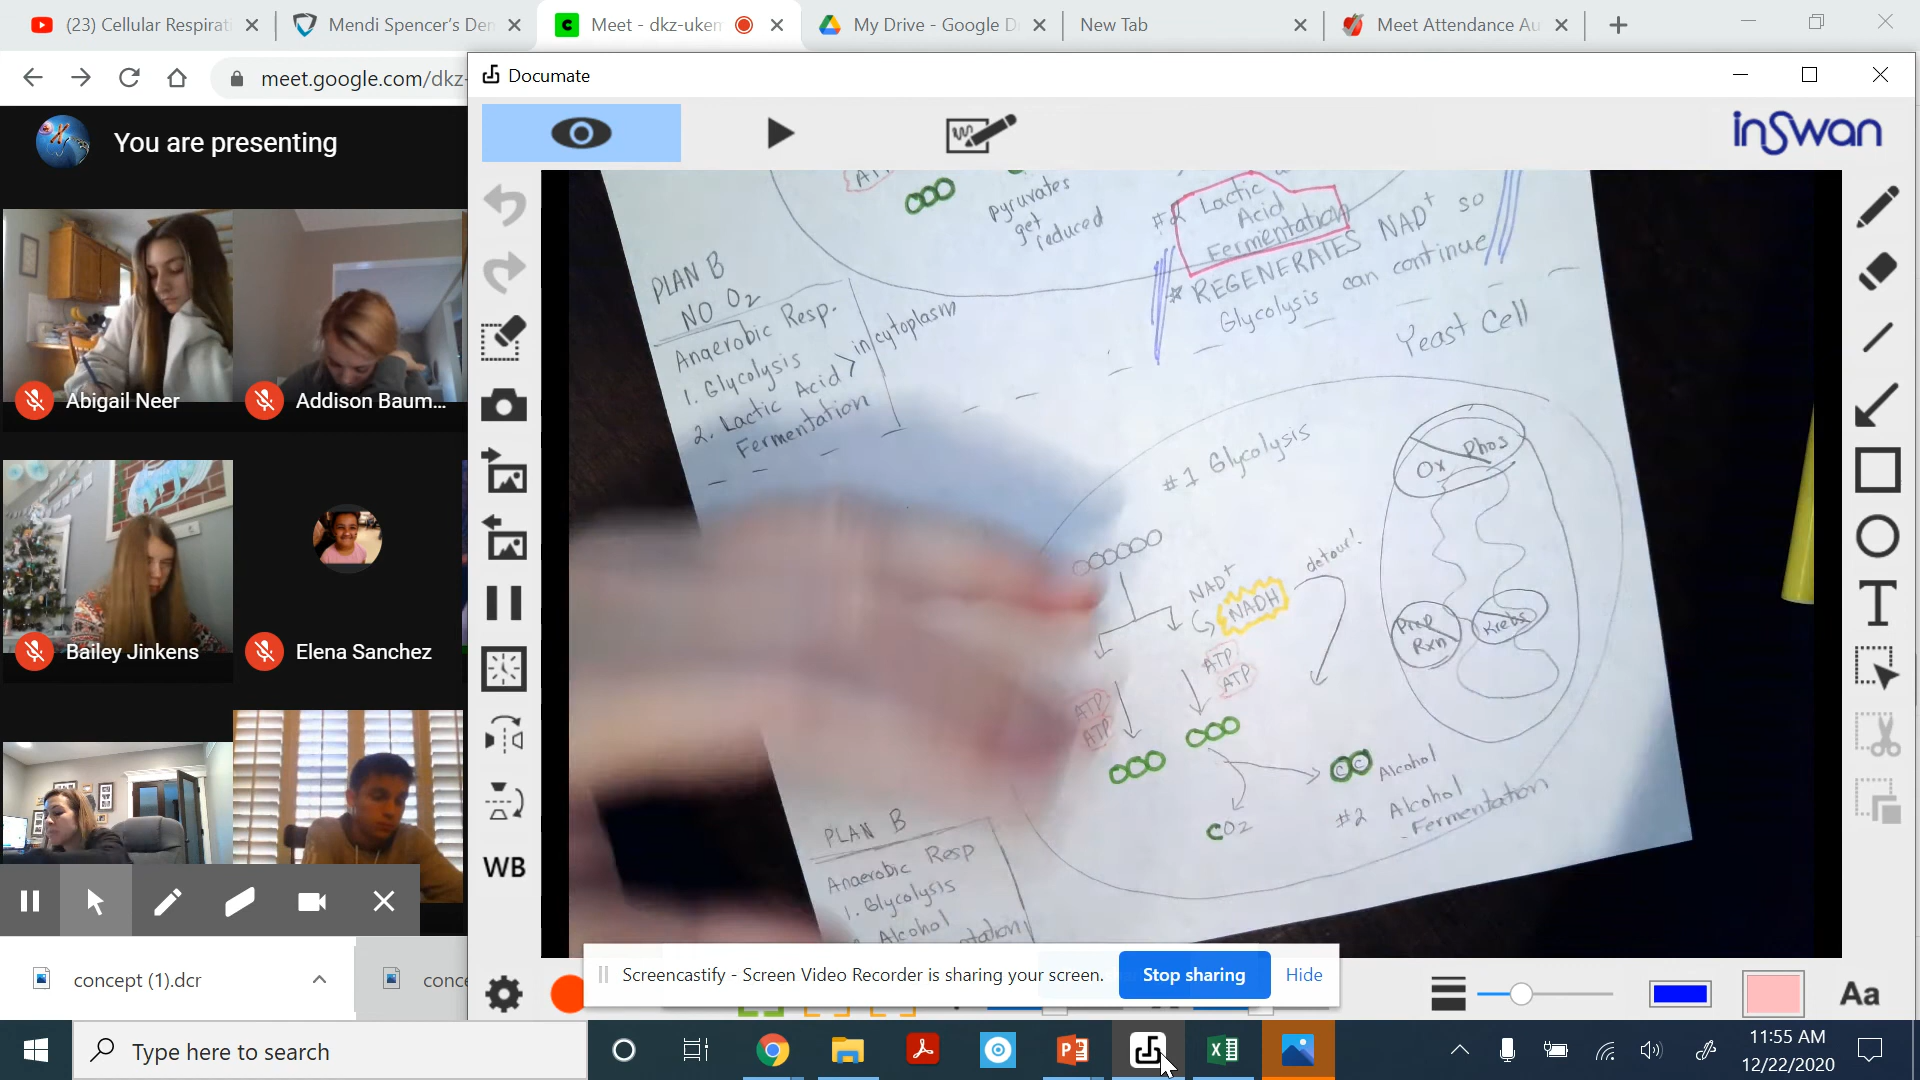 (23) Cellular Respirati
Mendi Spencer's Den
Meet - dkz-uken
My Drive - Google D
New Tab
Meet Attendance Au
meet.google.com/dkz-
Documate
inSwan
You are presenting
Abigail Neer
Addison Baum...
Bailey Jinkens
Elena Sanchez
pyruvates
get
reduced
#2 Lactic
Acid
Fermentation
* REGENERATES NAD+ so
Glycolysis can continue
PLAN B
NO O2
Anaerobic Resp.
1. Glycolysis
2. Lactic Acid > in cytoplasm
Fermentation
Yeast Cell
#1 Glycolysis
Ox Phos
detour!
NAD+
NADH
Prep
Rxn
Krebs
ATP
ATP
ATP
ATP
C C Alcohol
CO2
#2 Alcohol
- Fermentation
PLAN B
Anaerobic Resp
1. Glycolysis
Alcohol
WB
T
Aa
concept (1).dcr
conce
Screencastify - Screen Video Recorder is sharing your screen.
Stop sharing
Hide
Type here to search
11:55 AM
12/22/2020